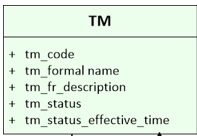 TM
+ tm_code
+ tm_formal name
+ tm_fr_description
+ tm_status
+ tm_status_effective_time